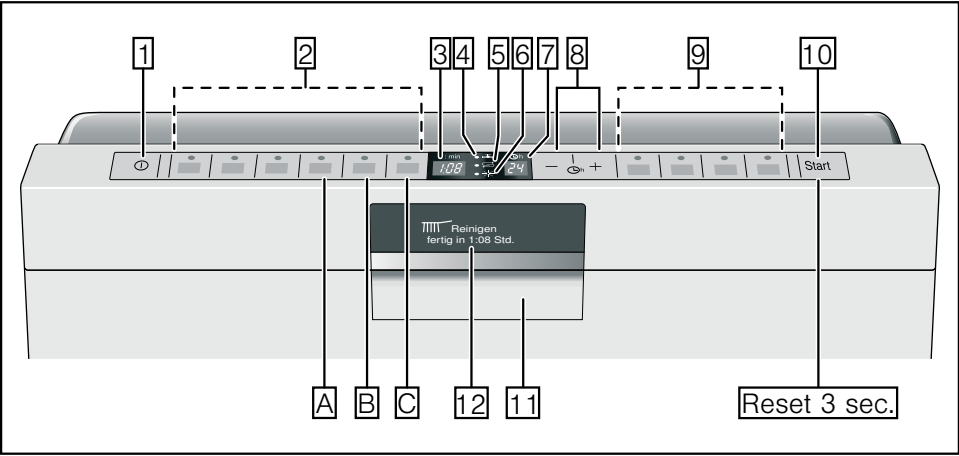 1 2 3 4 5 6 7 8 9 10
min h
1:08 24 − h + Start
Reinigen
fertig in 1:08 Std.
A B C 12 11 Reset 3 sec.